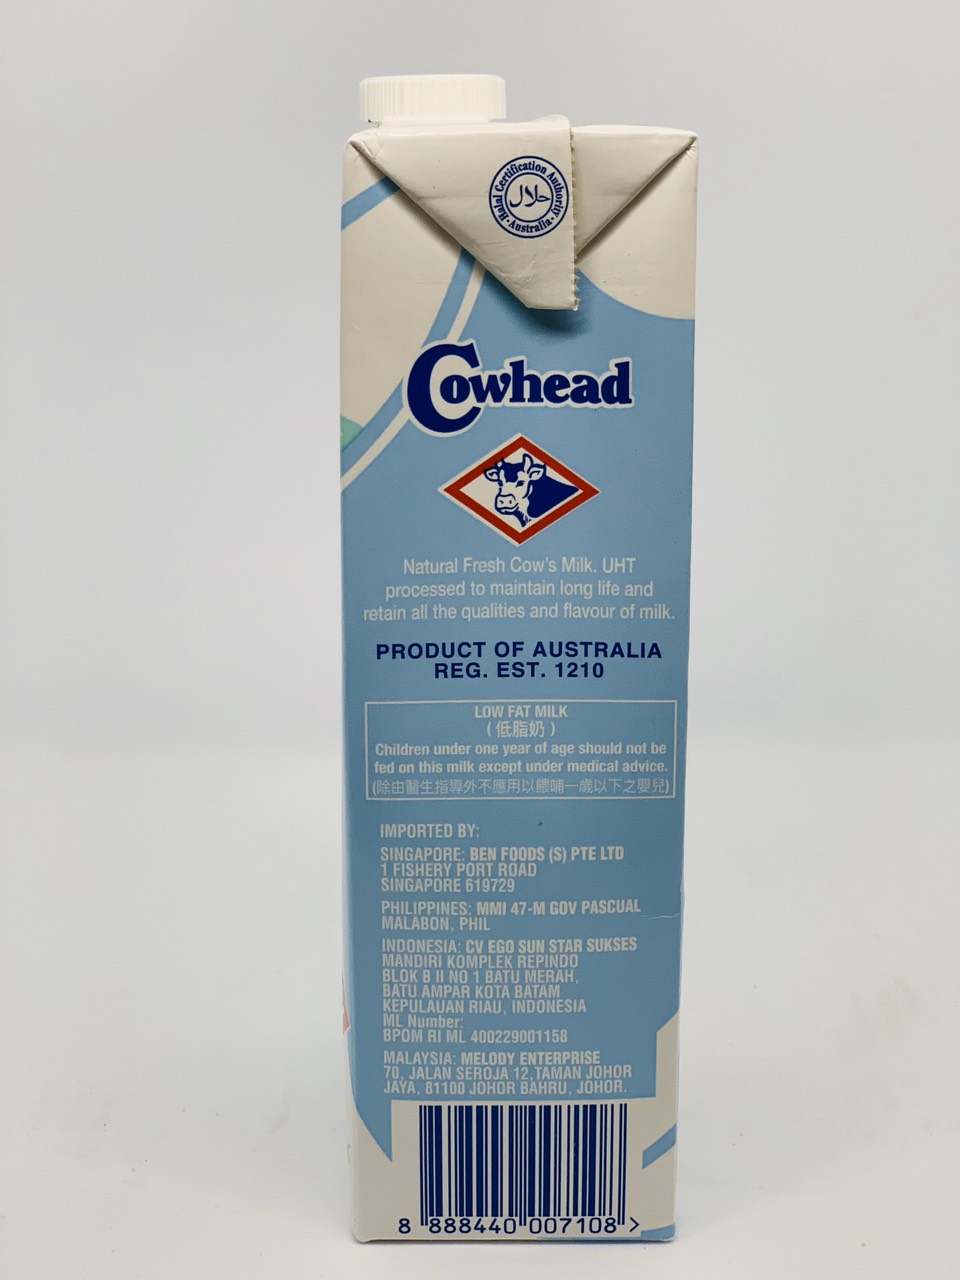 Halal Certification Authority
حلال
· Australia ·
Cowhead
Natural Fresh Cow's Milk. UHT
processed to maintain long life and
retain all the qualities and flavour of milk.
PRODUCT OF AUSTRALIA
REG. EST. 1210
LOW FAT MILK
(低脂奶)
Children under one year of age should not be
fed on this milk except under medical advice.
(除由醫生指導外不應用以餵哺一歲以下之嬰兒)
IMPORTED BY:
SINGAPORE: BEN FOODS (S) PTE LTD
1 FISHERY PORT ROAD
SINGAPORE 619729
PHILIPPINES: MMI 47-M GOV PASCUAL
MALABON, PHIL
INDONESIA: CV EGO SUN STAR SUKSES
MANDIRI KOMPLEK REPINDO
BLOK B II NO 1 BATU MERAH,
BATU AMPAR KOTA BATAM
KEPULAUAN RIAU, INDONESIA
ML Number:
BPOM RI ML 400229001158
MALAYSIA: MELODY ENTERPRISE
70, JALAN SEROJA 12,TAMAN JOHOR
JAYA, 81100 JOHOR BAHRU, JOHOR.
8 888440 007108 >